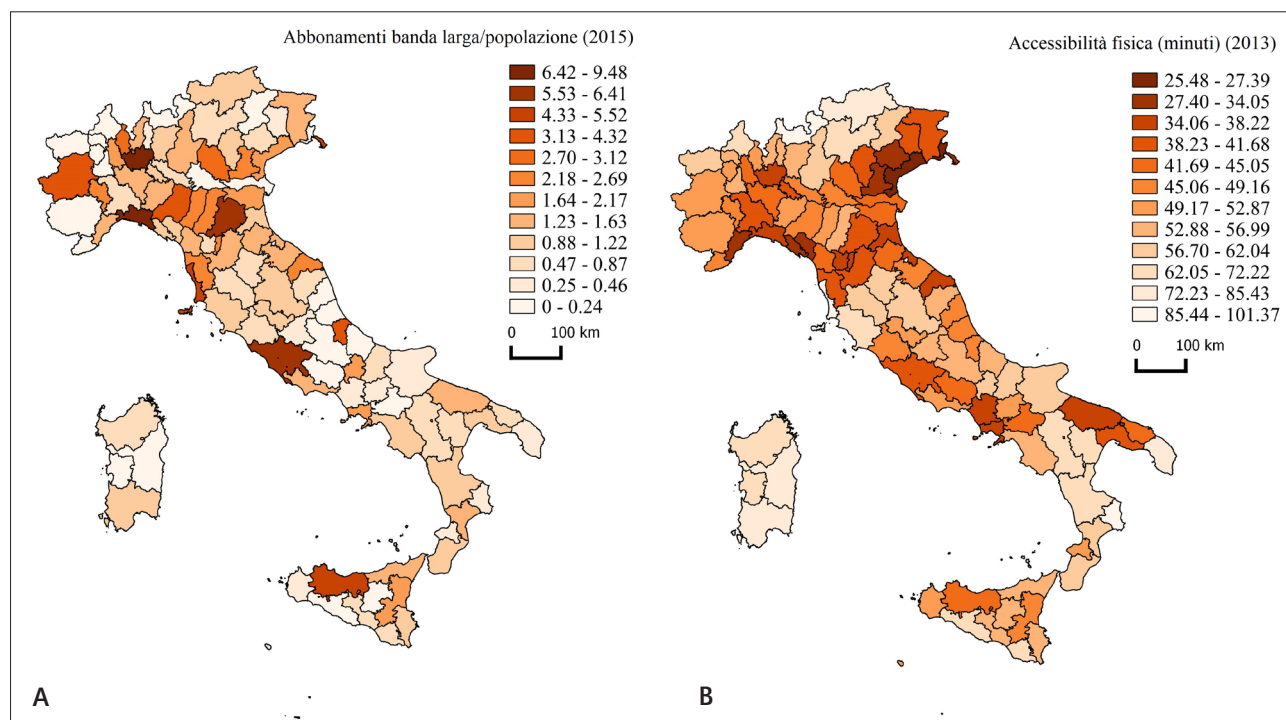 Abbonamenti banda larga/popolazione (2015)
6.42 - 9.48
5.53 - 6.41
4.33 - 5.52
3.13 - 4.32
2.70 - 3.12
2.18 - 2.69
1.64 - 2.17
1.23 - 1.63
0.88 - 1.22
0.47 - 0.87
0.25 - 0.46
0 - 0.24
0 100 km
A
Accessibilità fisica (minuti) (2013)
25.48 - 27.39
27.40 - 34.05
34.06 - 38.22
38.23 - 41.68
41.69 - 45.05
45.06 - 49.16
49.17 - 52.87
52.88 - 56.99
56.70 - 62.04
62.05 - 72.22
72.23 - 85.43
85.44 - 101.37
0 100 km
B